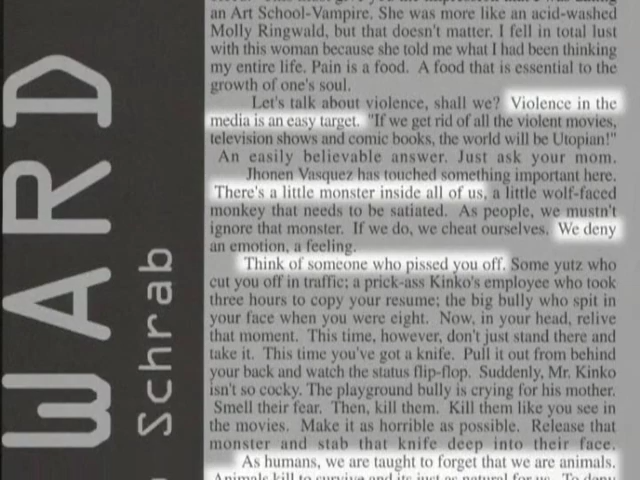 WARD
Schrab
an Art School-Vampire. She was more like an acid-washed
Molly Ringwald, but that doesn't matter. I fell in total lust
with this woman because she told me what I had been thinking
my entire life. Pain is a food. A food that is essential to the
growth of one's soul.
Let's talk about violence, shall we? Violence in the
media is an easy target. "If we get rid of all the violent movies,
television shows and comic books, the world will be Utopian!"
An easily believable answer. Just ask your mom.
Jhonen Vasquez has touched something important here.
There's a little monster inside all of us, a little wolf-faced
monkey that needs to be satiated. As people, we mustn't
ignore that monster. If we do, we cheat ourselves. We deny
an emotion, a feeling.
Think of someone who pissed you off. Some yutz who
cut you off in traffic; a prick-ass Kinko's employee who took
three hours to copy your resume; the big bully who spit in
your face when you were eight. Now, in your head, relive
that moment. This time, however, don't just stand there and
take it. This time you've got a knife. Pull it out from behind
your back and watch the status flip-flop. Suddenly, Mr. Kinko
isn't so cocky. The playground bully is crying for his mother.
Smell their fear. Then, kill them. Kill them like you see in
the movies. Make it as horrible as possible. Release that
monster and stab that knife deep into their face.
As humans, we are taught to forget that we are animals.
Animals kill to survive and its just as natural for us. To deny